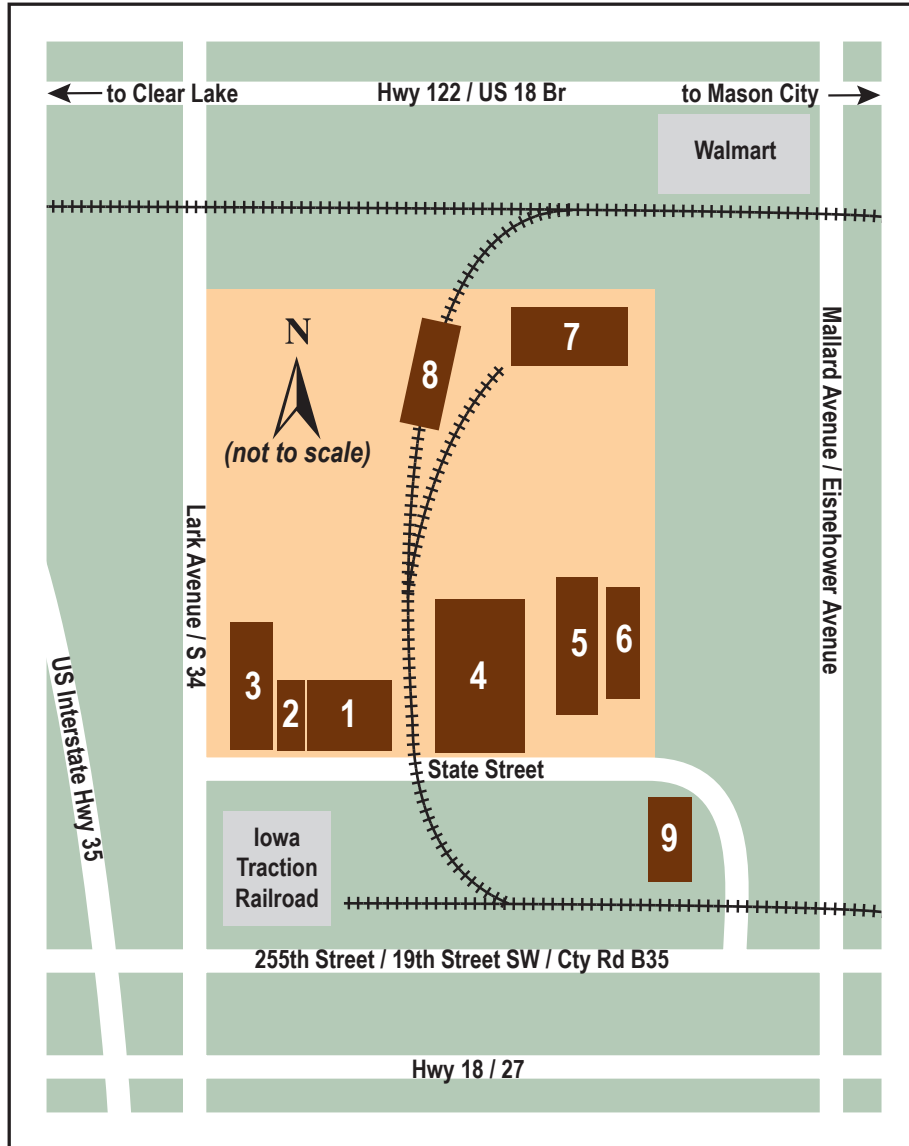 to Clear Lake
Hwy 122 / US 18 Br
to Mason City
Walmart
N
(not to scale)
7
8
Mallard Avenue / Eisnehower Avenue
Lark Avenue / S 34
US Interstate Hwy 35
3
2
1
4
5
6
State Street
9
Iowa
Traction
Railroad
255th Street / 19th Street SW / Cty Rd B35
Hwy 18 / 27